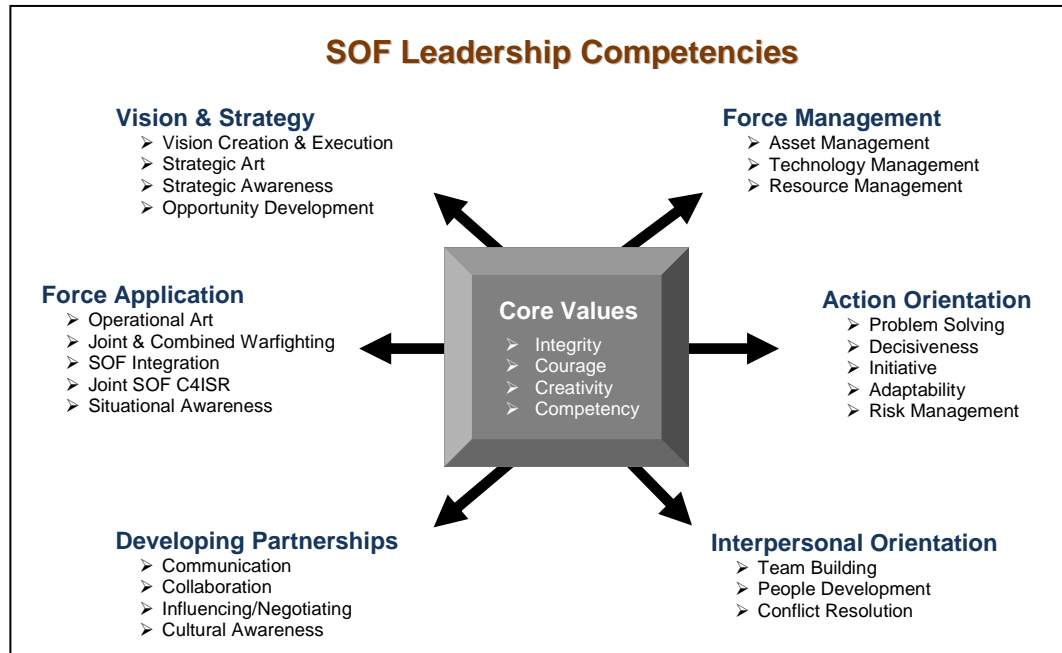 SOF Leadership Competencies
Vision & Strategy
➢ Vision Creation & Execution
➢ Strategic Art
➢ Strategic Awareness
➢ Opportunity Development
Force Management
➢ Asset Management
➢ Technology Management
➢ Resource Management
Force Application
➢ Operational Art
➢ Joint & Combined Warfighting
➢ SOF Integration
➢ Joint SOF C4ISR
➢ Situational Awareness
Core Values
➢ Integrity
➢ Courage
➢ Creativity
➢ Competency
Action Orientation
➢ Problem Solving
➢ Decisiveness
➢ Initiative
➢ Adaptability
➢ Risk Management
Developing Partnerships
➢ Communication
➢ Collaboration
➢ Influencing/Negotiating
➢ Cultural Awareness
Interpersonal Orientation
➢ Team Building
➢ People Development
➢ Conflict Resolution